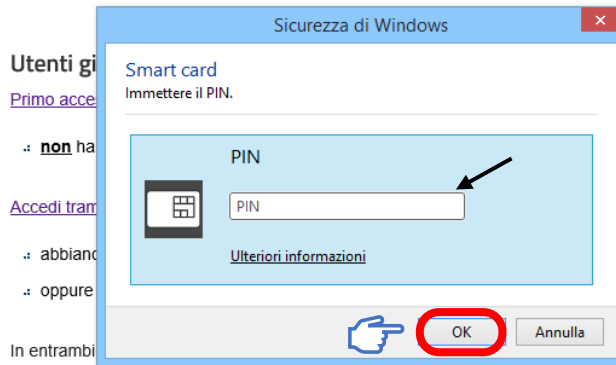 Sicurezza di Windows
Utenti gi
Smart card
Immettere il PIN.
Primo acce
non ha
PIN
PIN
Accedi tram
Ulteriori informazioni
abbiano
oppure
OK
Annulla
In entrambi